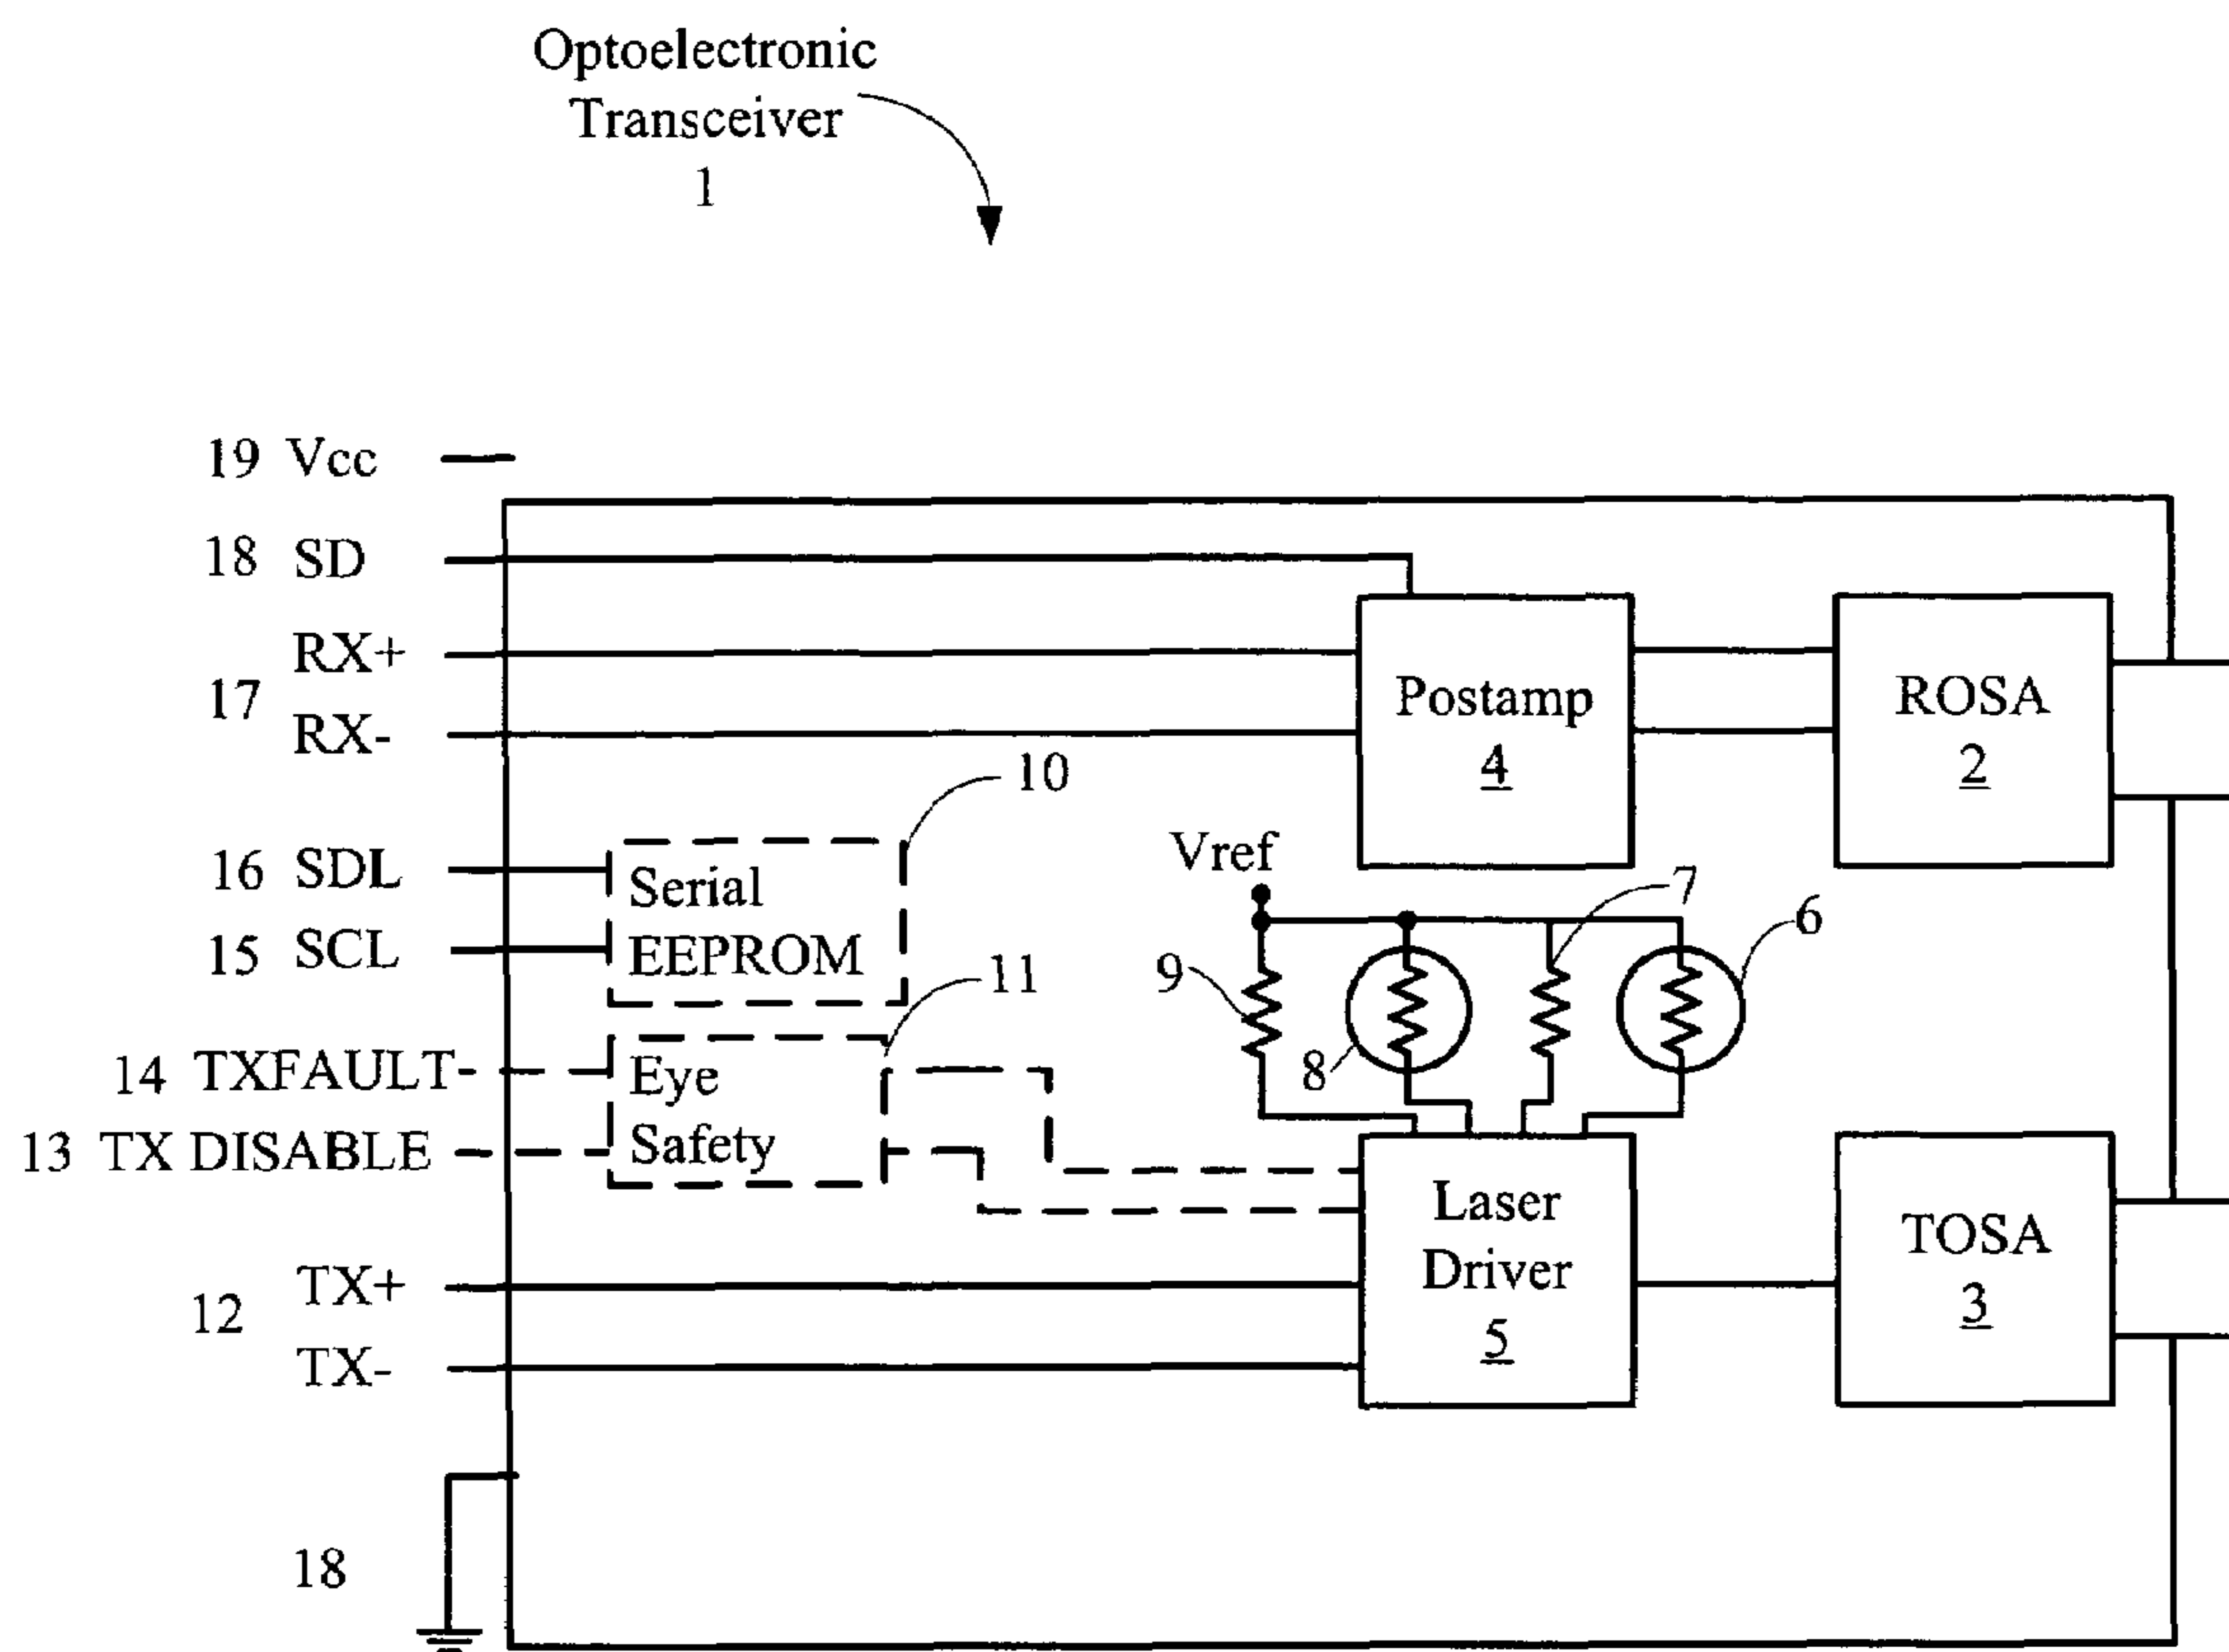 Optoelectronic
Transceiver
1
19 Vcc
18 SD
RX+
17
RX-
16 SDL
15 SCL
14 TXFAULT
13 TX DISABLE
TX+
12
TX-
18
Serial
EEPROM
10
Eye
Safety
11
Vref
9
8
7
6
Postamp
4
ROSA
2
Laser
Driver
5
TOSA
3